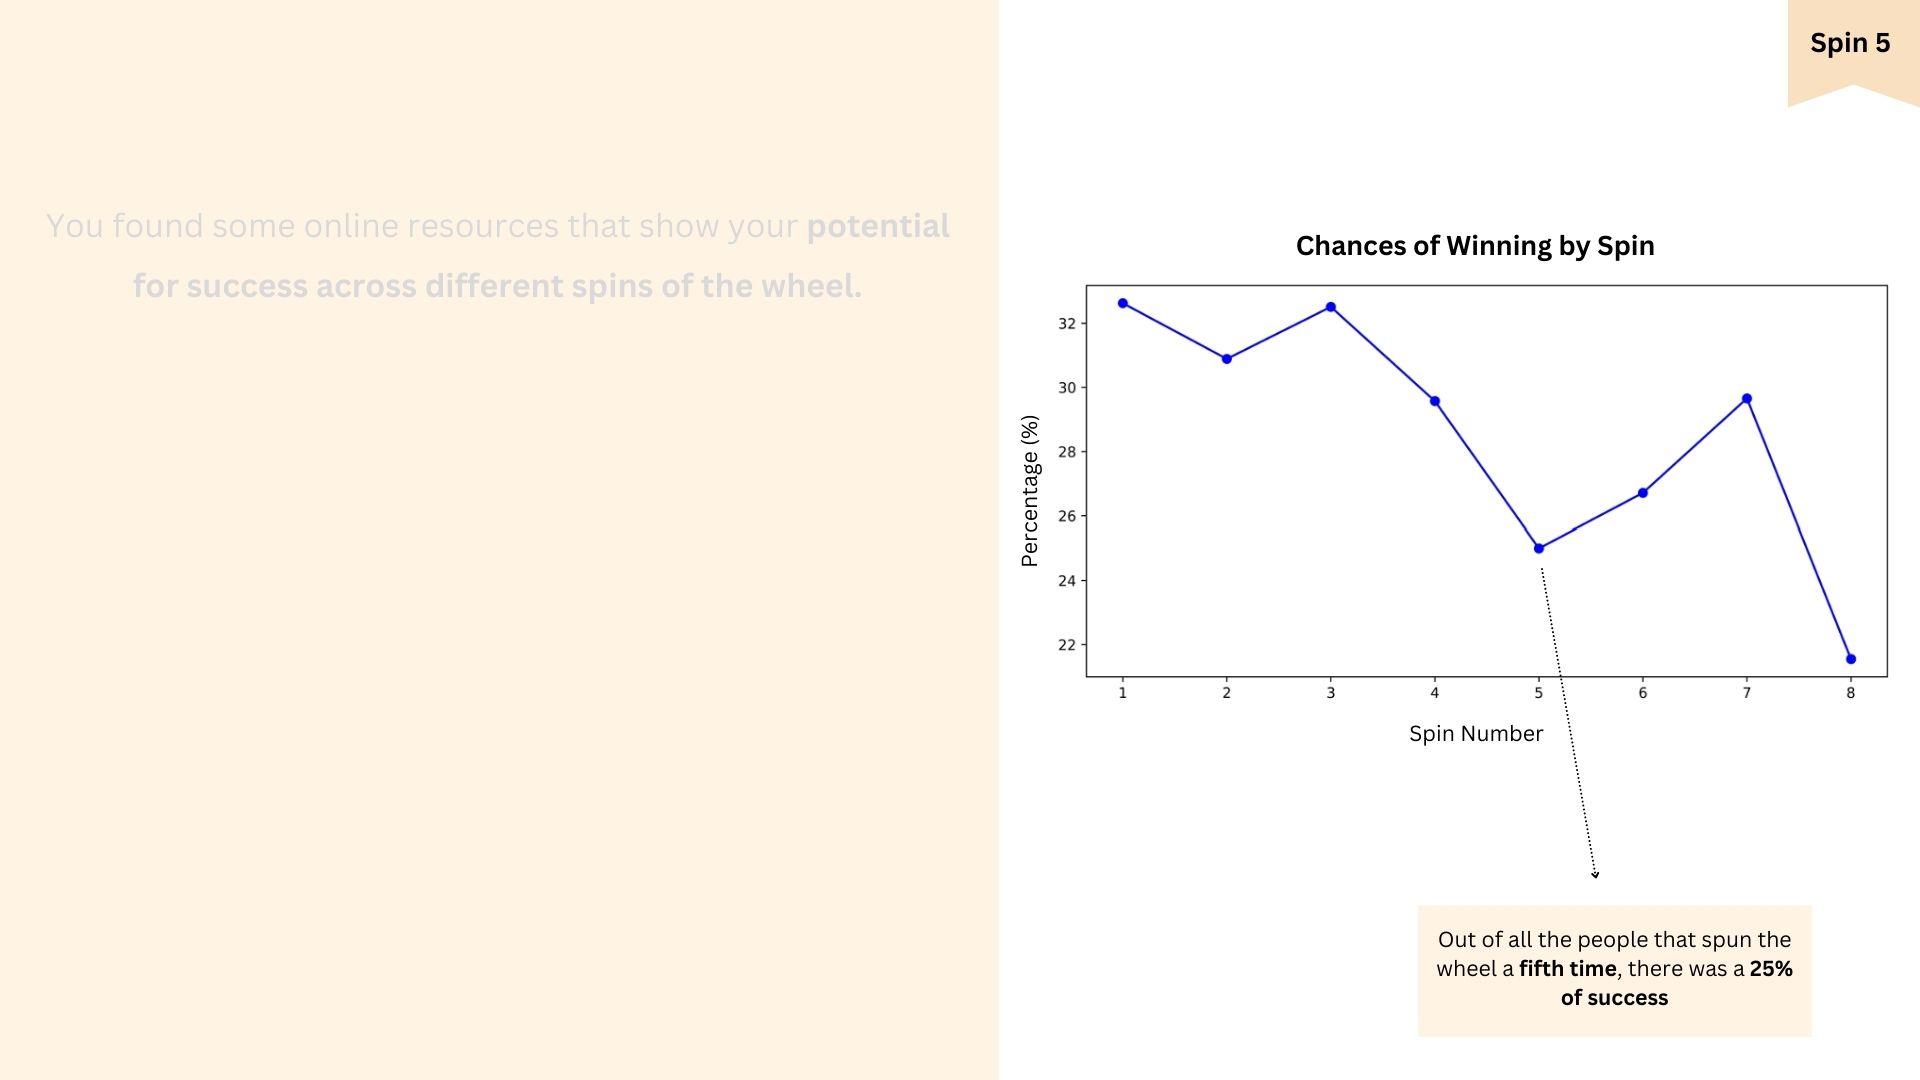 Spin 5
You found some online resources that show your potential
for success across different spins of the wheel.
Chances of Winning by Spin
Percentage (%)
32
30
28
26
24
22
1 2 3 4 5 6 7 8
Spin Number
Out of all the people that spun the
wheel a fifth time, there was a 25%
of success